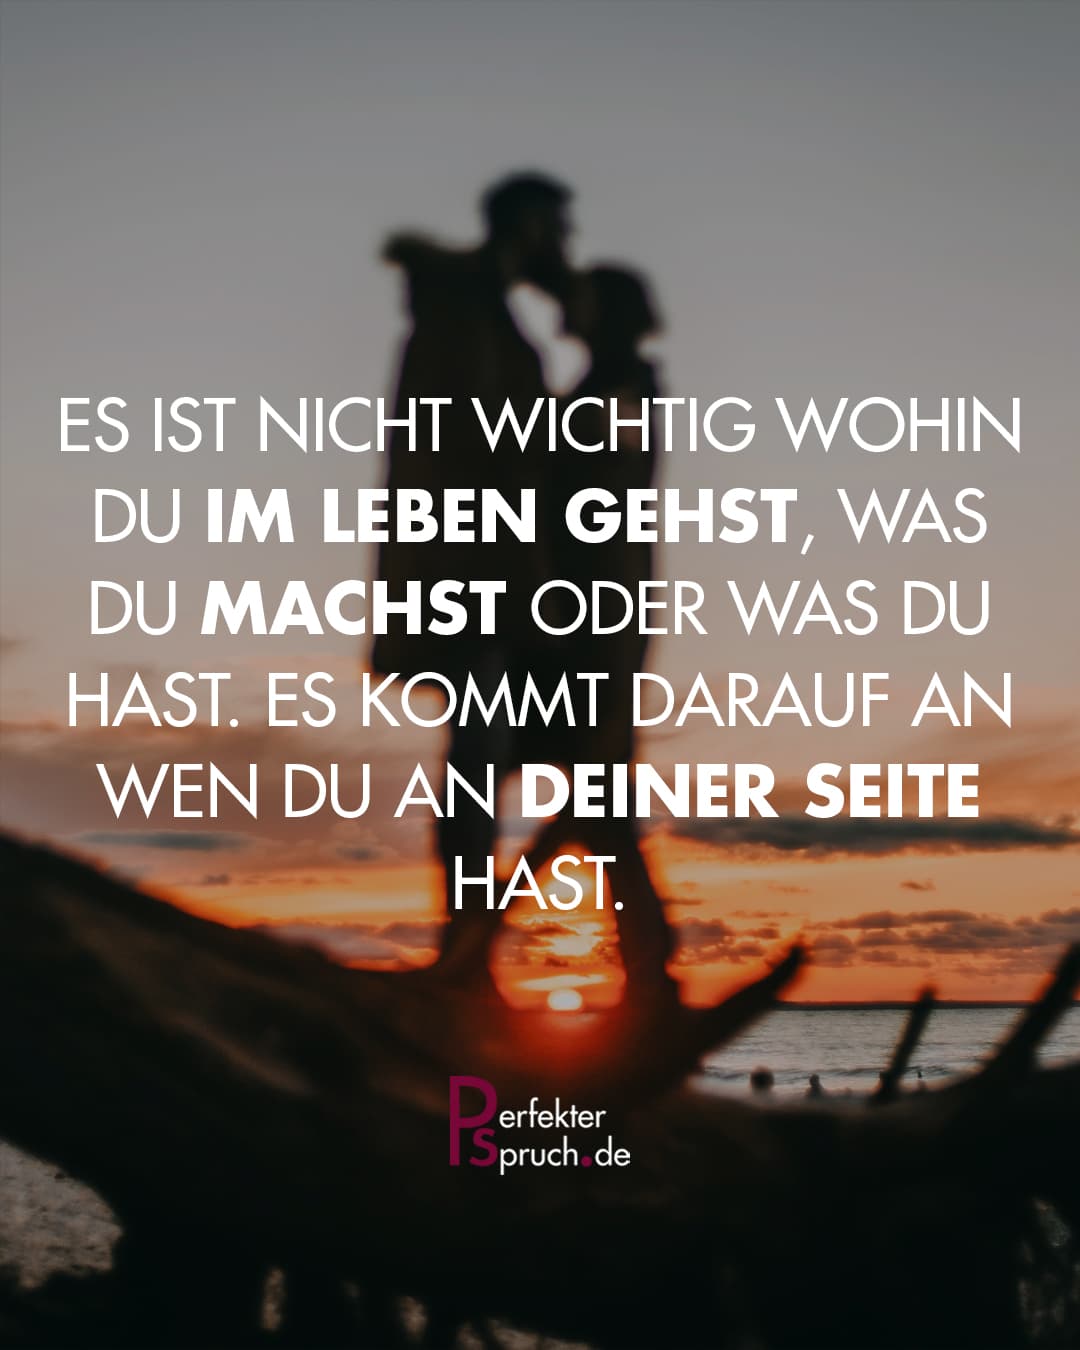 ES IST NICHT WICHTIG WOHIN
DU IM LEBEN GEHST, WAS
DU MACHST ODER WAS DU
HAST. ES KOMMT DARAUF AN
WEN DU AN DEINER SEITE
HAST.
Perfekter
Spruch.de